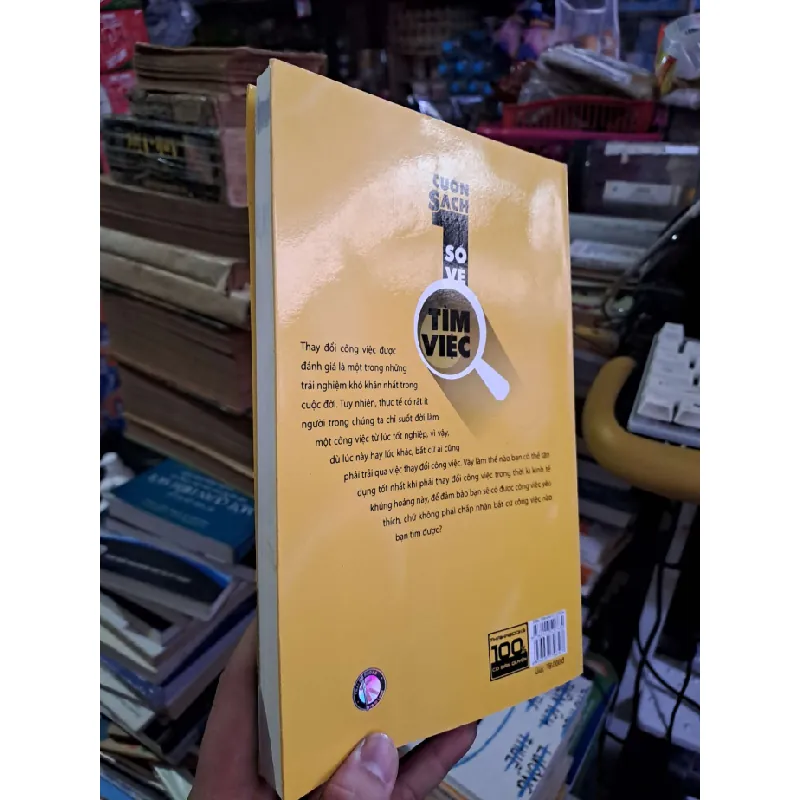 CUỐN
SÁCH
1
SỐ
VỀ
TÌM
VIỆC
Thay đổi công việc được
đánh giá là một trong những
trải nghiệm khó khăn nhất trong
cuộc đời. Tuy nhiên, thực tế có rất ít
người trong chúng ta chỉ suốt đời làm
một công việc từ lúc tốt nghiệp, vì vậy,
dù lúc này hay lúc khác, bất cứ ai cũng
phải trải qua việc thay đổi công việc. Vậy làm thế nào bạn có thể tận
dụng tốt nhất khi phải thay đổi công việc trong thời kì kinh tế
khủng hoảng này, để đảm bảo bạn sẽ có được công việc yêu
thích, chứ không phải chấp nhận bất cứ công việc nào
bạn tìm được?
100%
CÓ BẢN QUYỀN